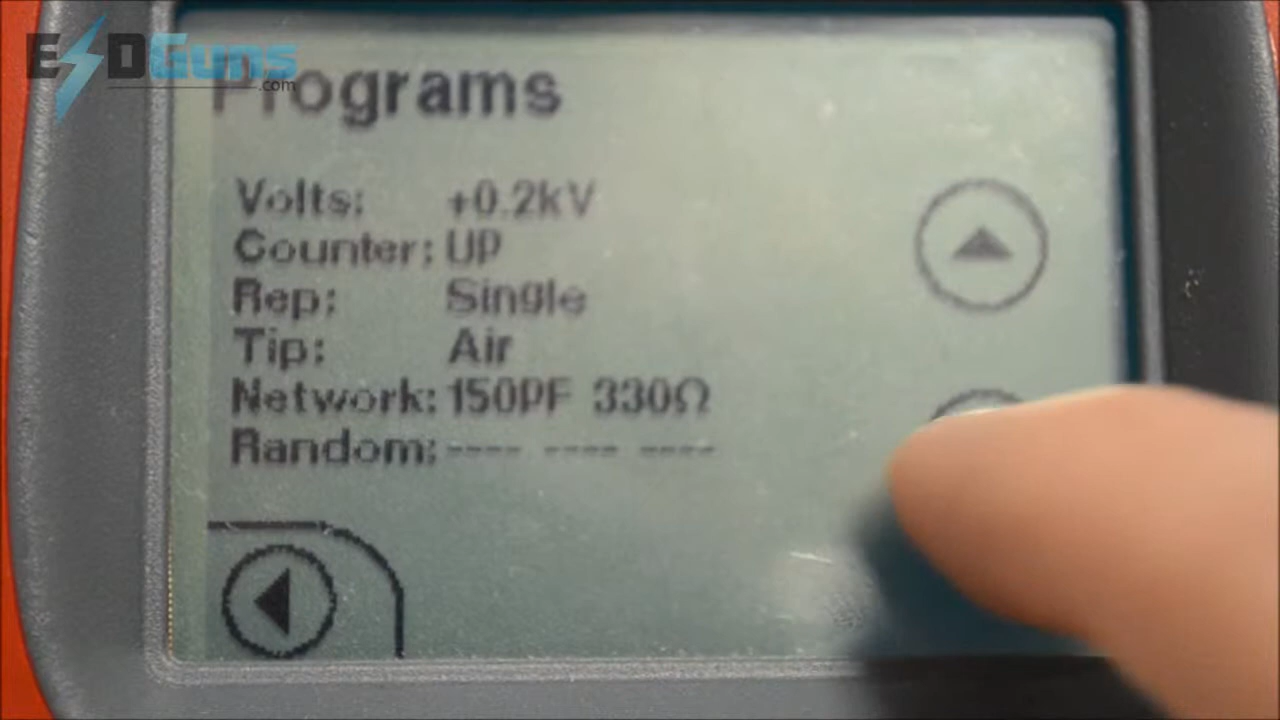 ESDGuns
.com
Programs
Volts: +0.2kV
Counter: UP
Rep: Single
Tip: Air
Network: 150PF 330Ω
Random: ---- ---- ----